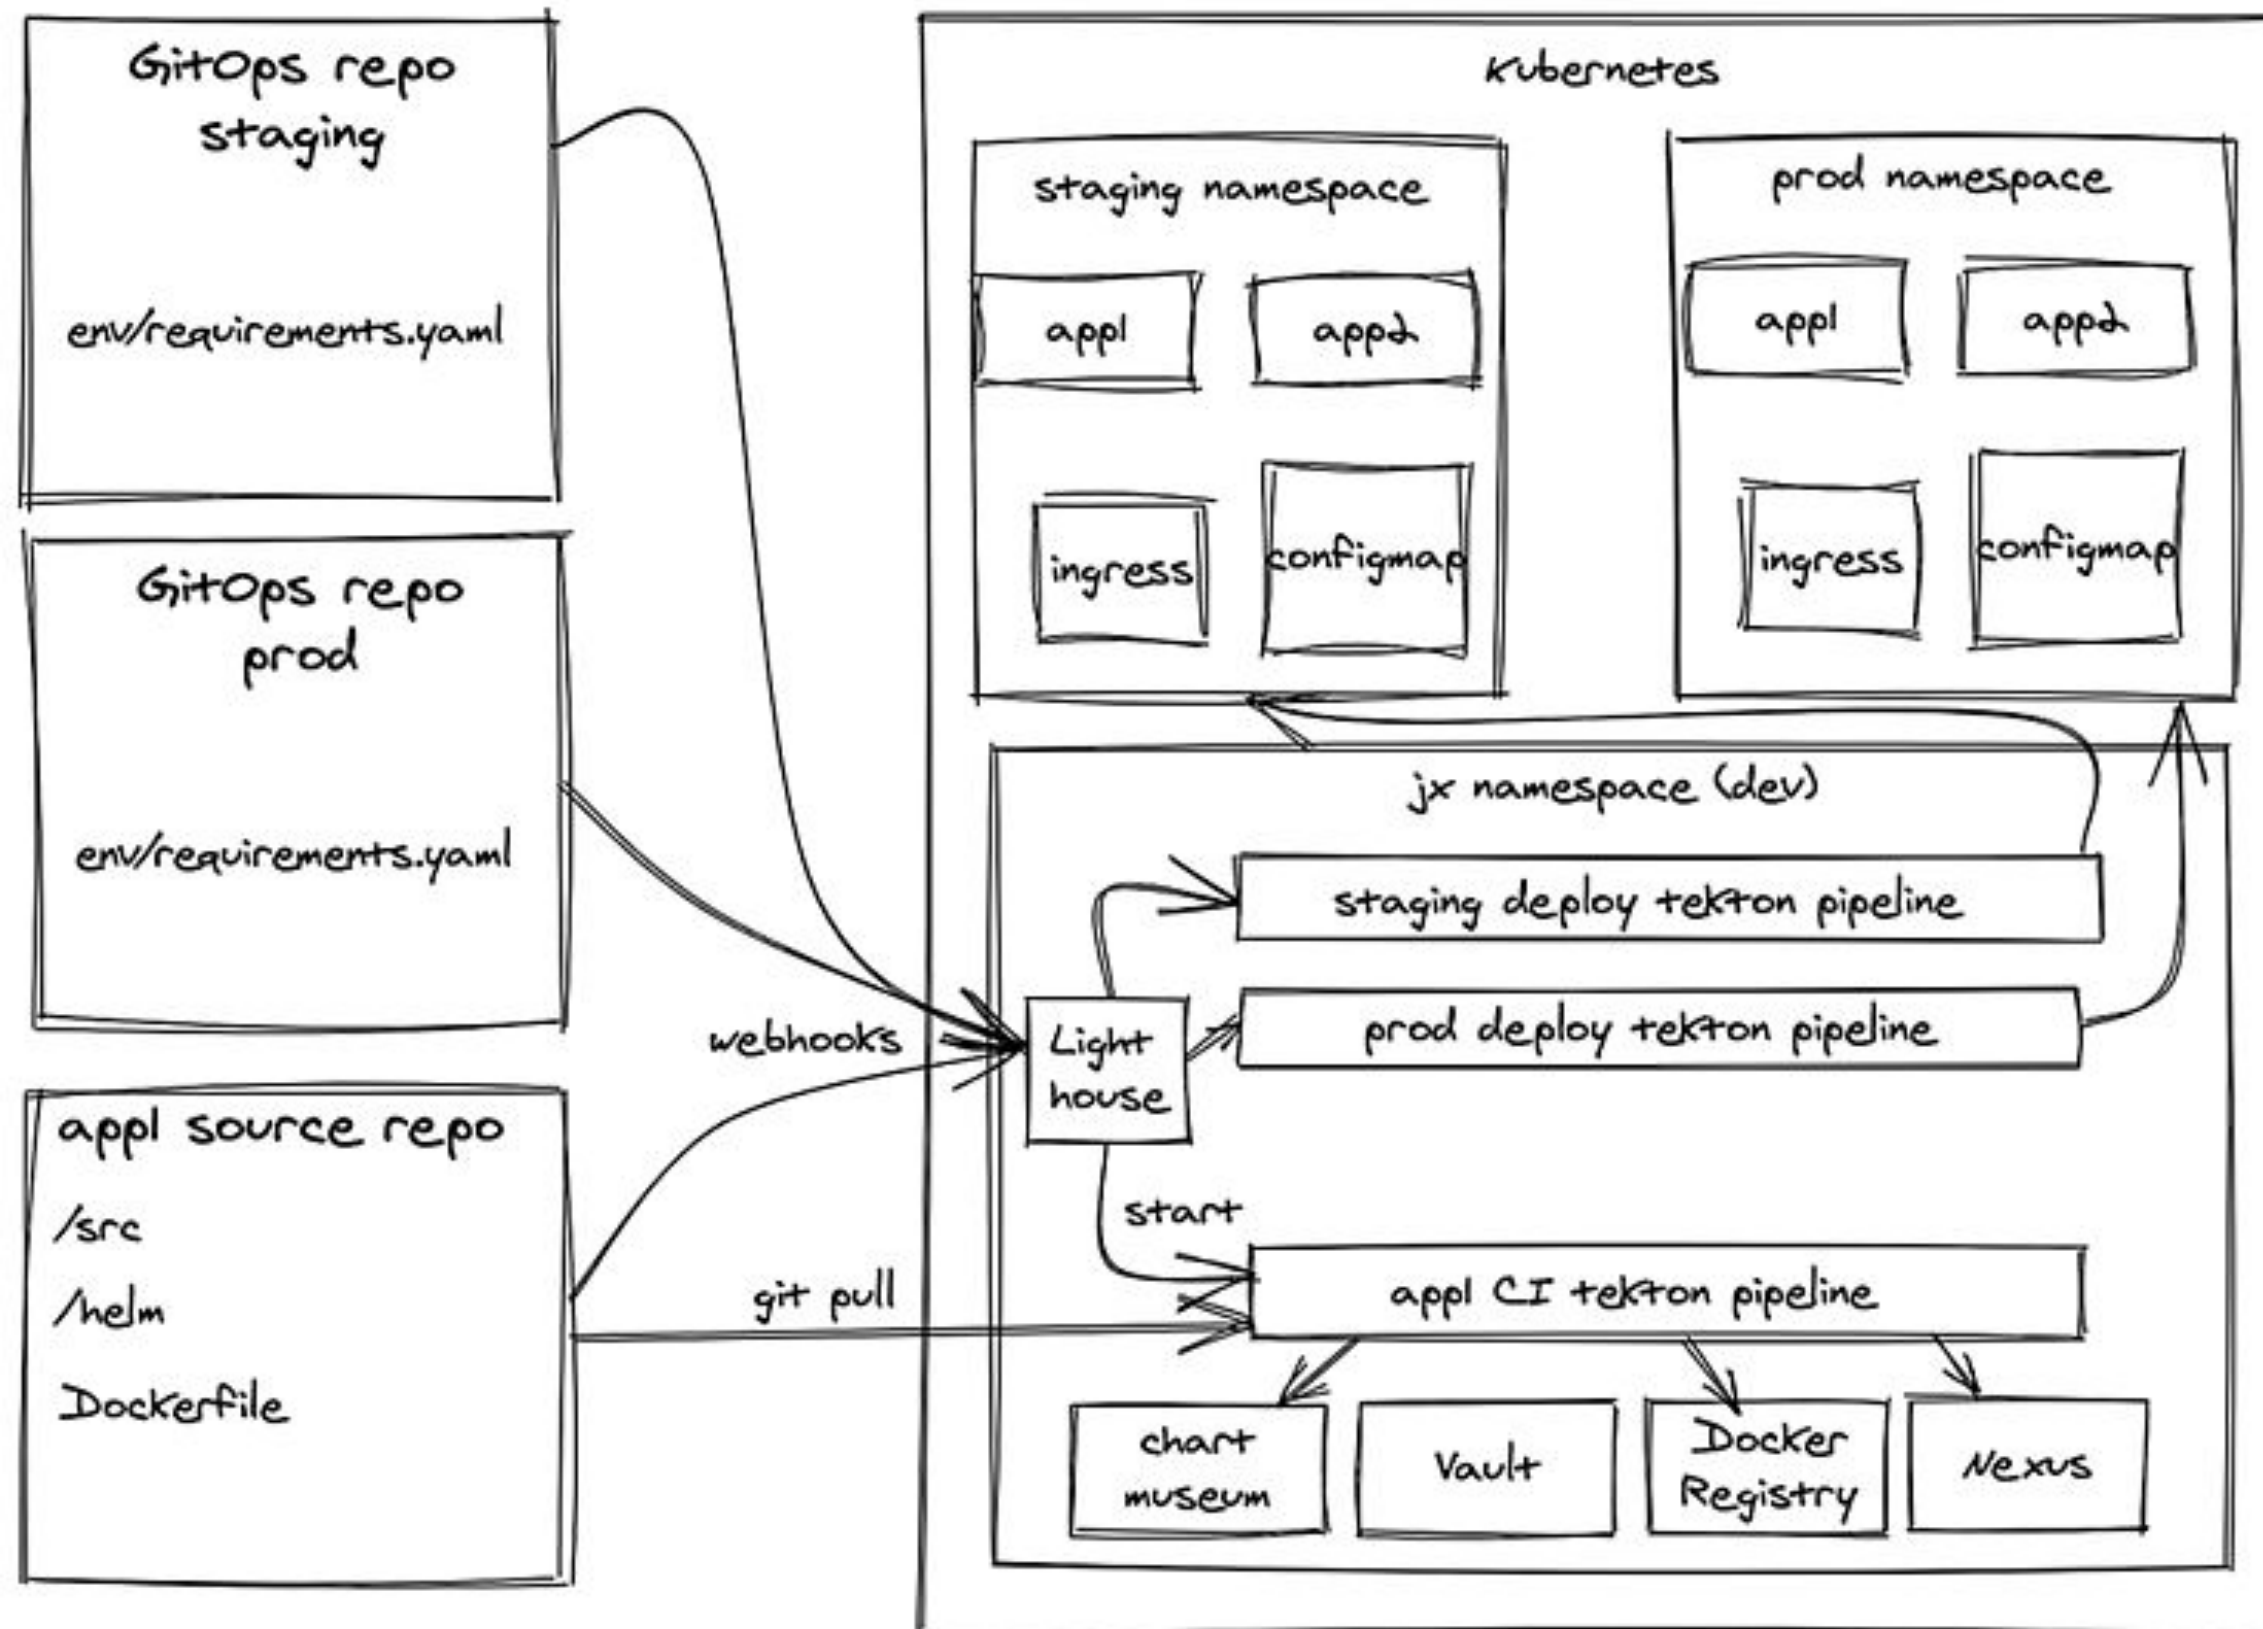 GitOps repo
staging
env/requirements.yaml
GitOps repo
prod
env/requirements.yaml
app1 source repo
/src
/helm
Dockerfile
webhooks
git pull
Kubernetes
staging namespace
app1
app2
ingress
configmap
prod namespace
app1
app2
ingress
configmap
jx namespace (dev)
staging deploy tekton pipeline
prod deploy tekton pipeline
Light
house
start
app1 CI tekton pipeline
chart
museum
Vault
Docker
Registry
Nexus